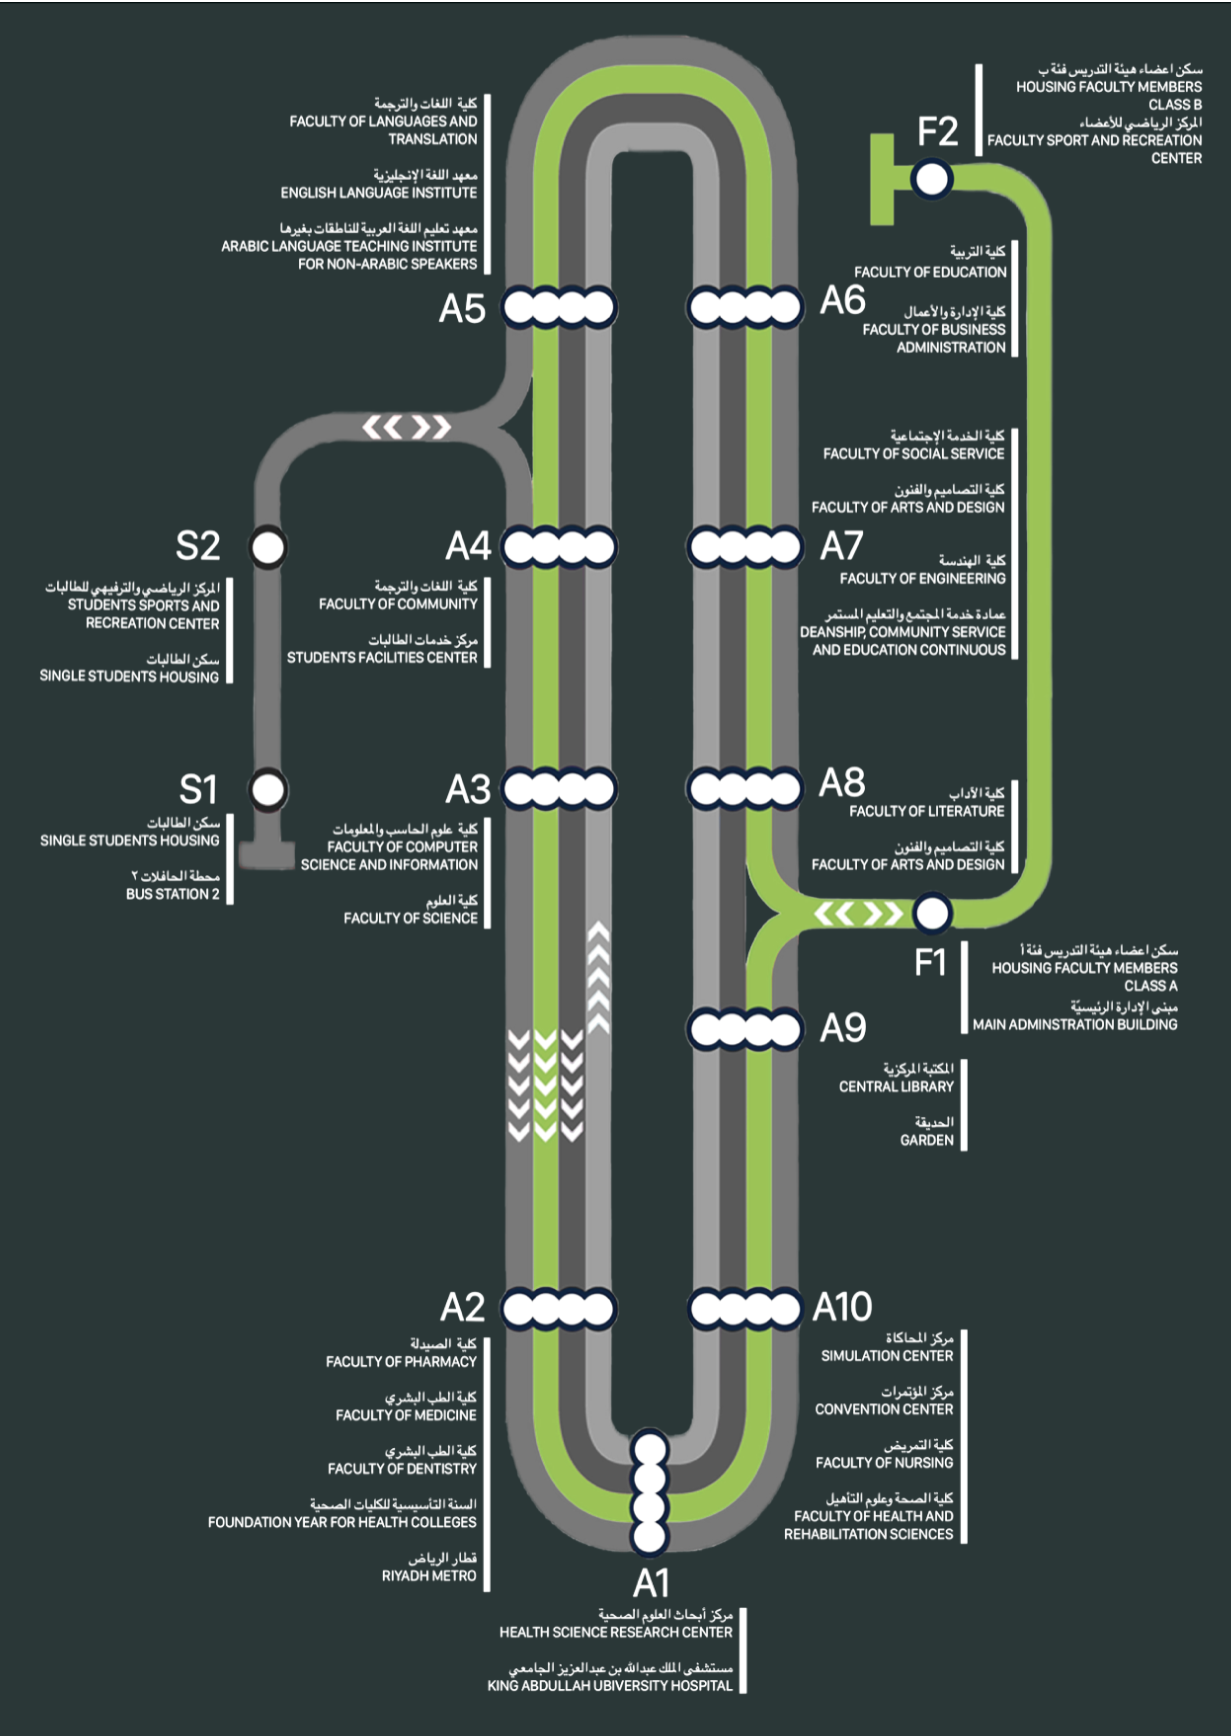 كلية اللغات والترجمة
FACULTY OF LANGUAGES AND
TRANSLATION
معهد اللغة الإنجليزية
ENGLISH LANGUAGE INSTITUTE
معهد تعليم اللغة العربية للناطقات بغيرها
ARABIC LANGUAGE TEACHING INSTITUTE
FOR NON-ARABIC SPEAKERS
A5
سكن اعضاء هيئة التدريس فئة ب
HOUSING FACULTY MEMBERS
CLASS B
المركز الرياضي للأعضاء
FACULTY SPORT AND RECREATION
CENTER
F2
كلية التربية
FACULTY OF EDUCATION
كلية الإدارة والأعمال
FACULTY OF BUSINESS
ADMINISTRATION
A6
كلية الخدمة الإجتماعية
FACULTY OF SOCIAL SERVICE
كلية التصاميم والفنون
FACULTY OF ARTS AND DESIGN
كلية الهندسة
FACULTY OF ENGINEERING
عمادة خدمة المجتمع والتعليم المستمر
DEANSHIP, COMMUNITY SERVICE
AND EDUCATION CONTINUOUS
A7
S2
المركز الرياضي والترفيهي للطالبات
STUDENTS SPORTS AND
RECREATION CENTER
سكن الطالبات
SINGLE STUDENTS HOUSING
A4
كلية اللغات والترجمة
FACULTY OF COMMUNITY
مركز خدمات الطالبات
STUDENTS FACILITIES CENTER
S1
سكن الطالبات
SINGLE STUDENTS HOUSING
محطة الحافلات ٢
BUS STATION 2
A3
كلية علوم الحاسب والمعلومات
FACULTY OF COMPUTER
SCIENCE AND INFORMATION
كلية العلوم
FACULTY OF SCIENCE
A8
كلية الآداب
FACULTY OF LITERATURE
كلية التصاميم والفنون
FACULTY OF ARTS AND DESIGN
F1
سكن اعضاء هيئة التدريس فئة أ
HOUSING FACULTY MEMBERS
CLASS A
مبنى الإدارة الرئيسيّة
MAIN ADMINSTRATION BUILDING
A9
المكتبة المركزية
CENTRAL LIBRARY
الحديقة
GARDEN
A2
كلية الصيدلة
FACULTY OF PHARMACY
كلية الطب البشري
FACULTY OF MEDICINE
كلية الطب البشري
FACULTY OF DENTISTRY
السنة التأسيسية للكليات الصحية
FOUNDATION YEAR FOR HEALTH COLLEGES
قطار الرياض
RIYADH METRO
A10
مركز المحاكاة
SIMULATION CENTER
مركز المؤتمرات
CONVENTION CENTER
كلية التمريض
FACULTY OF NURSING
كلية الصحة وعلوم التأهيل
FACULTY OF HEALTH AND
REHABILITATION SCIENCES
A1
مركز أبحاث العلوم الصحية
HEALTH SCIENCE RESEARCH CENTER
مستشفى الملك عبدالله بن عبدالعزيز الجامعي
KING ABDULLAH UBIVERSITY HOSPITAL